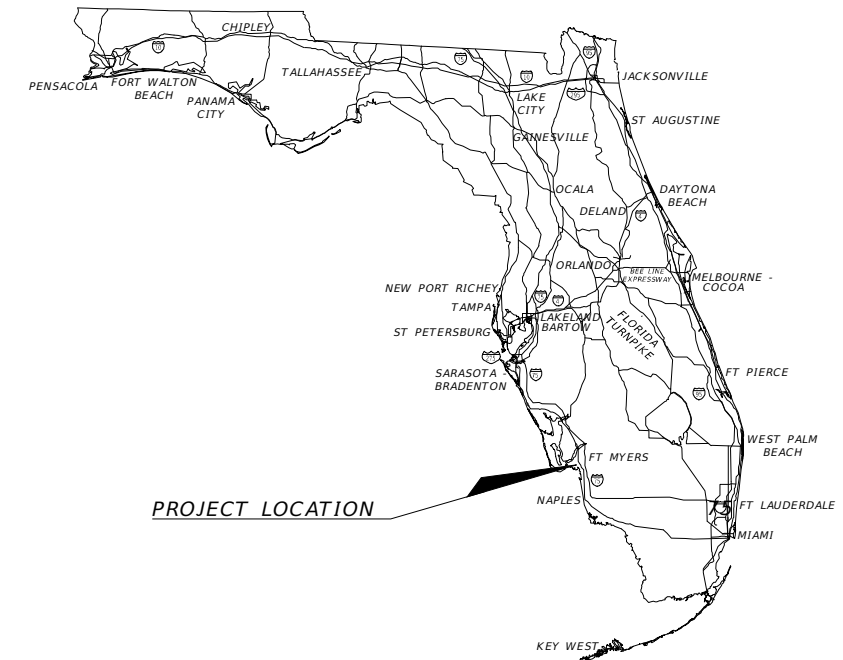 CHIPLEY
PENSACOLA
FORT WALTON
BEACH
PANAMA
CITY
TALLAHASSEE
LAKE
CITY
JACKSONVILLE
ST AUGUSTINE
GAINESVILLE
OCALA
DAYTONA
BEACH
DELAND
ORLANDO
BEE LINE
EXPRESSWAY
MELBOURNE -
COCOA
NEW PORT RICHEY
TAMPA
LAKELAND
BARTOW
FLORIDA
TURNPIKE
ST PETERSBURG
SARASOTA -
BRADENTON
FT PIERCE
WEST PALM
BEACH
FT MYERS
NAPLES
PROJECT LOCATION
FT LAUDERDALE
MIAMI
KEY WEST